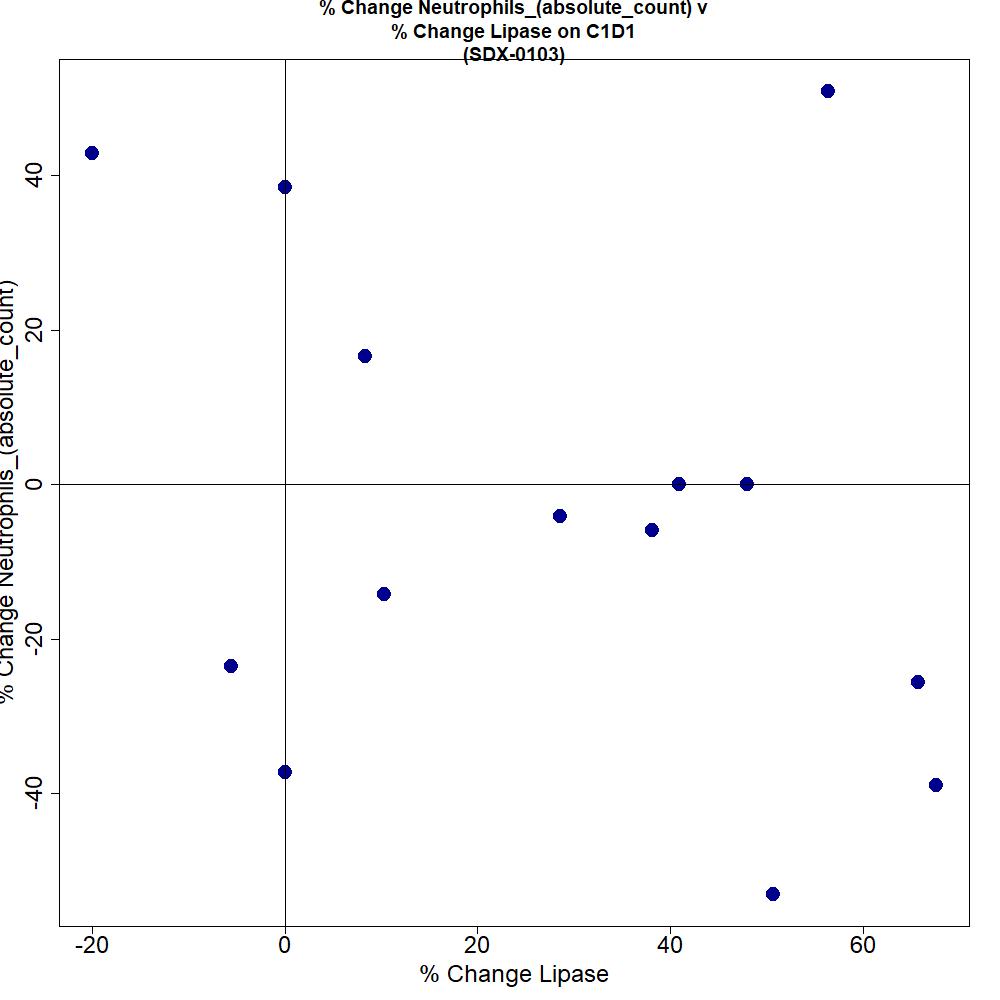 % Change Neutrophils_(absolute_count) v
% Change Lipase on C1D1
(SDX-0103)
% Change Neutrophils_(absolute_count)
40
20
0
-20
-40
-20 0 20 40 60
% Change Lipase